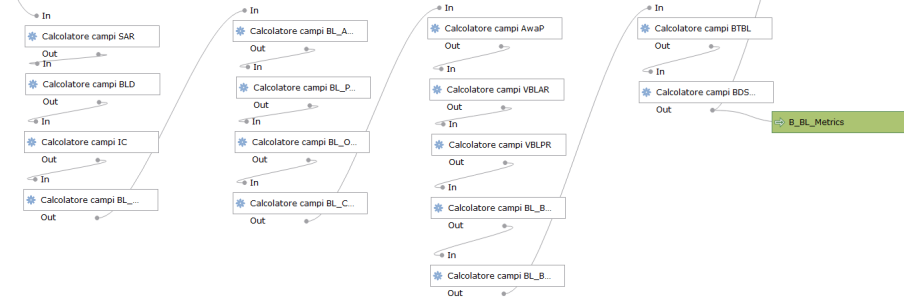 In
Calcolatore campi SAR
Out
In
Calcolatore campi BLD
Out
In
Calcolatore campi IC
Out
In
Calcolatore campi BL_...
Out
In
Calcolatore campi BL_A...
Out
In
Calcolatore campi BL_P...
Out
In
Calcolatore campi BL_O...
Out
In
Calcolatore campi BL_C...
Out
In
Calcolatore campi AwaP
Out
In
Calcolatore campi VBLAR
Out
In
Calcolatore campi VBLPR
Out
In
Calcolatore campi BL_B...
Out
In
Calcolatore campi BL_B...
Out
In
Calcolatore campi BTBL
Out
In
Calcolatore campi BDS...
Out
B_BL_Metrics